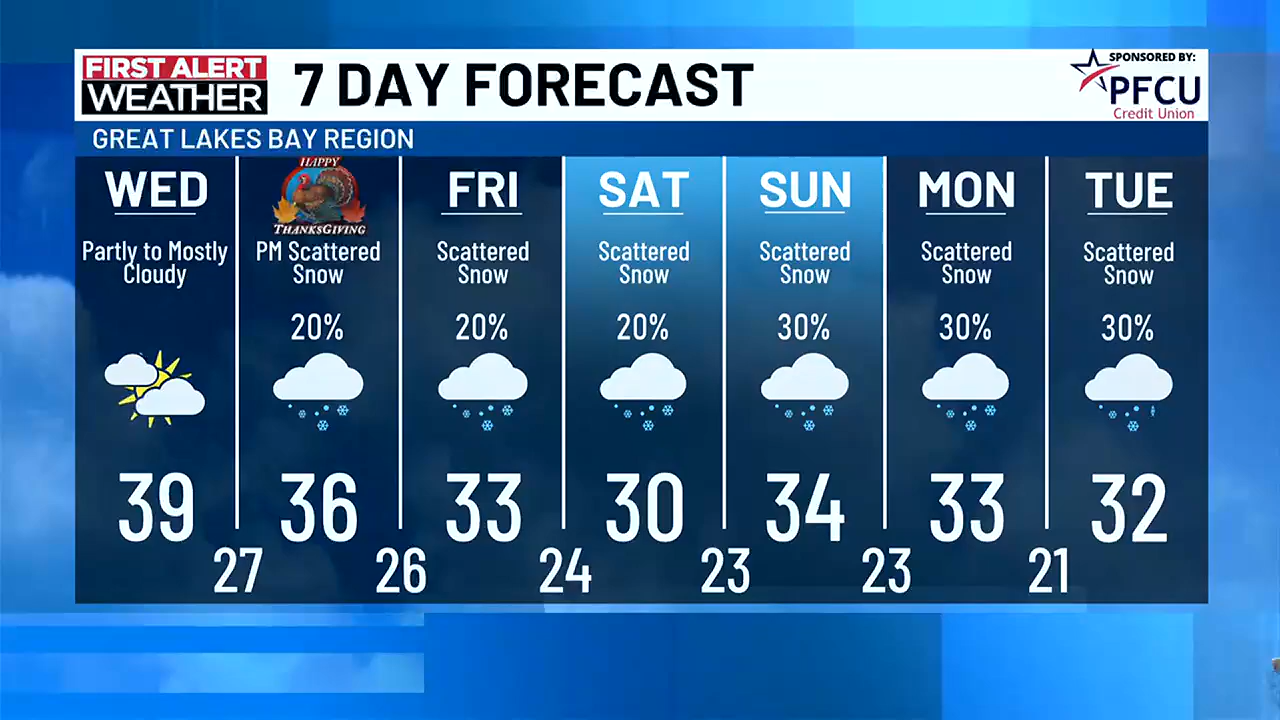 FIRST ALERT
WEATHER
7 DAY FORECAST
SPONSORED BY:
PFCU
Credit Union
GREAT LAKES BAY REGION
WED
Partly to Mostly
Cloudy
39
27
HAPPY
THANKSGIVING
PM Scattered
Snow
20%
36
26
FRI
Scattered
Snow
20%
33
24
SAT
Scattered
Snow
20%
30
23
SUN
Scattered
Snow
30%
34
23
MON
Scattered
Snow
30%
33
21
TUE
Scattered
Snow
30%
32